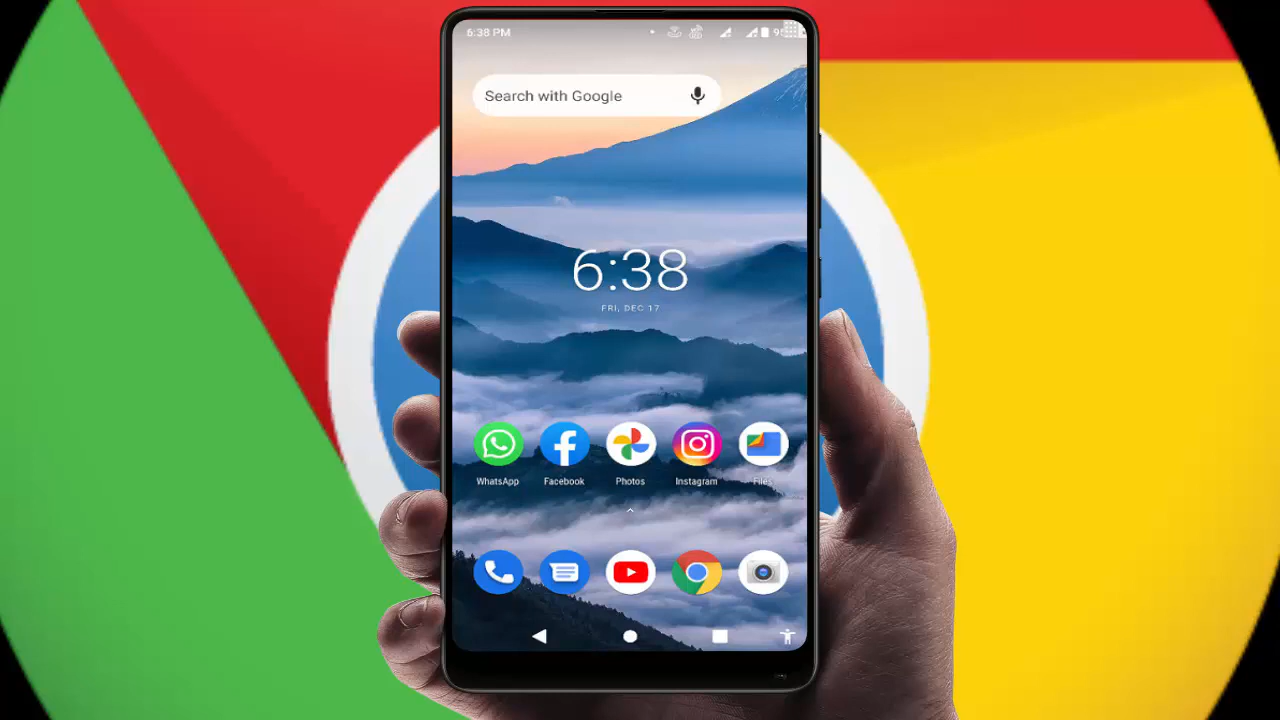 6:38 PM
Search with Google
6:38
FRI, DEC 17
WhatsApp Facebook Photos Instagram Files